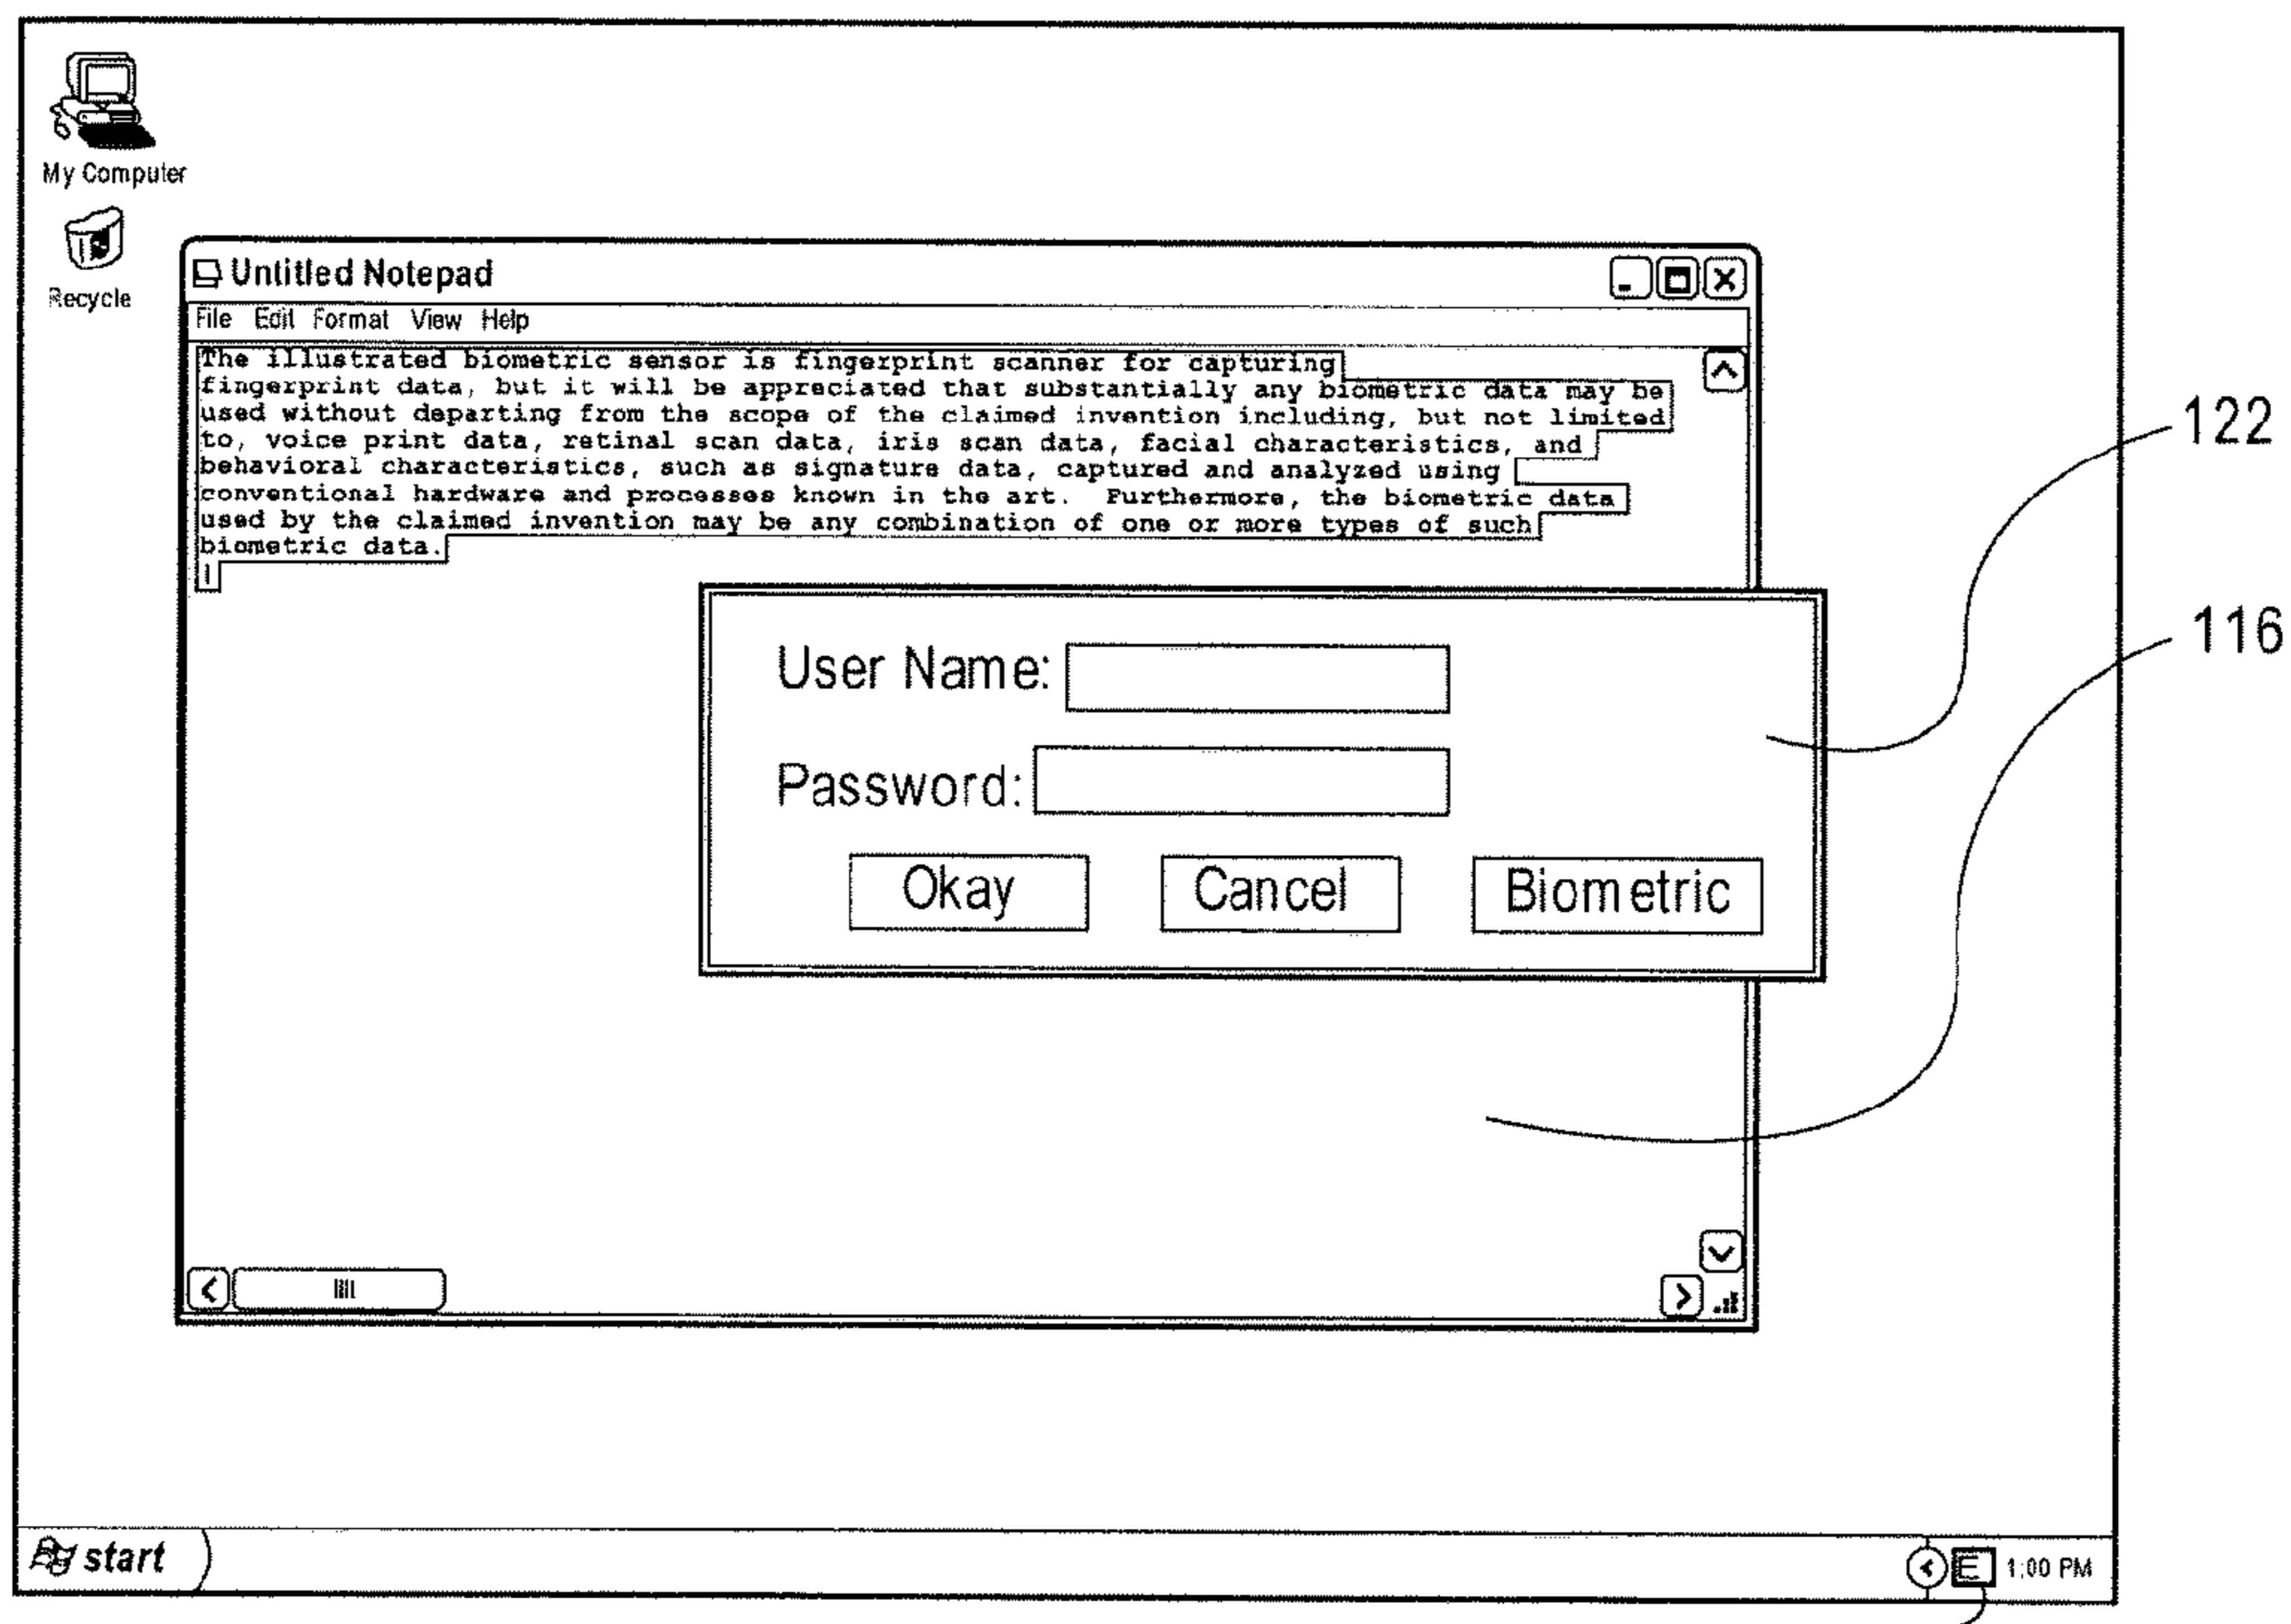 My Computer
Recycle
Untitled Notepad
File Edit Format View Help
The illustrated biometric sensor is fingerprint scanner for capturing
fingerprint data, but it will be appreciated that substantially any biometric data may be
used without departing from the scope of the claimed invention including, but not limited
to, voice print data, retinal scan data, iris scan data, facial characteristics, and
behavioral characteristics, such as signature data, captured and analyzed using
conventional hardware and processes known in the art. Furthermore, the biometric data
used by the claimed invention may be any combination of one or more types of such
biometric data.
122
116
User Name:
Password:
Okay Cancel Biometric
start
E 1:00 PM